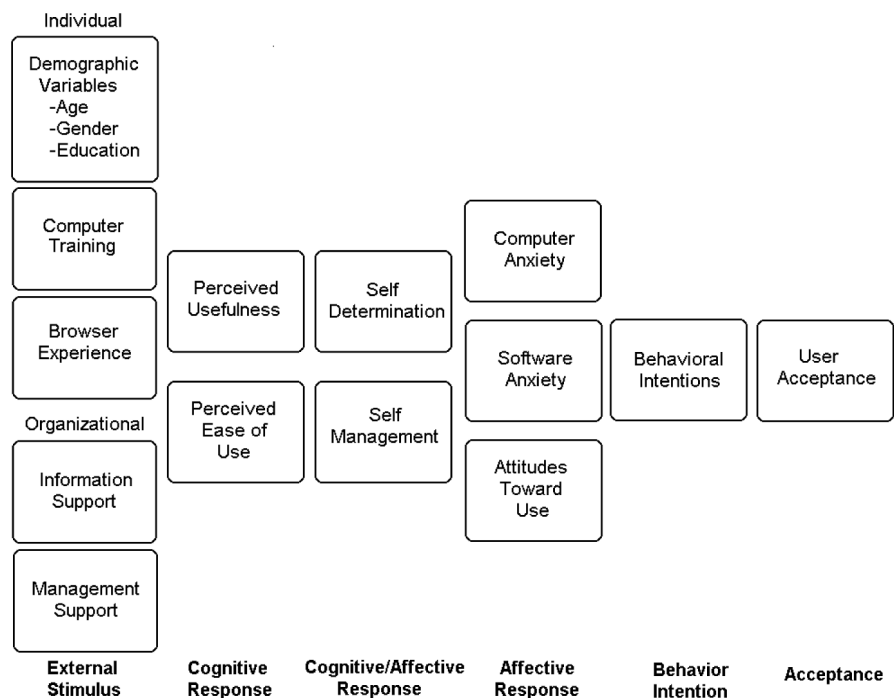 Individual
Demographic
Variables
-Age
-Gender
-Education
Computer
Training
Browser
Experience
Organizational
Information
Support
Management
Support
External
Stimulus
Perceived
Usefulness
Perceived
Ease of
Use
Cognitive
Response
Self
Determination
Self
Management
Cognitive/Affective
Response
Computer
Anxiety
Software
Anxiety
Attitudes
Toward
Use
Affective
Response
Behavioral
Intentions
Behavior
Intention
User
Acceptance
Acceptance